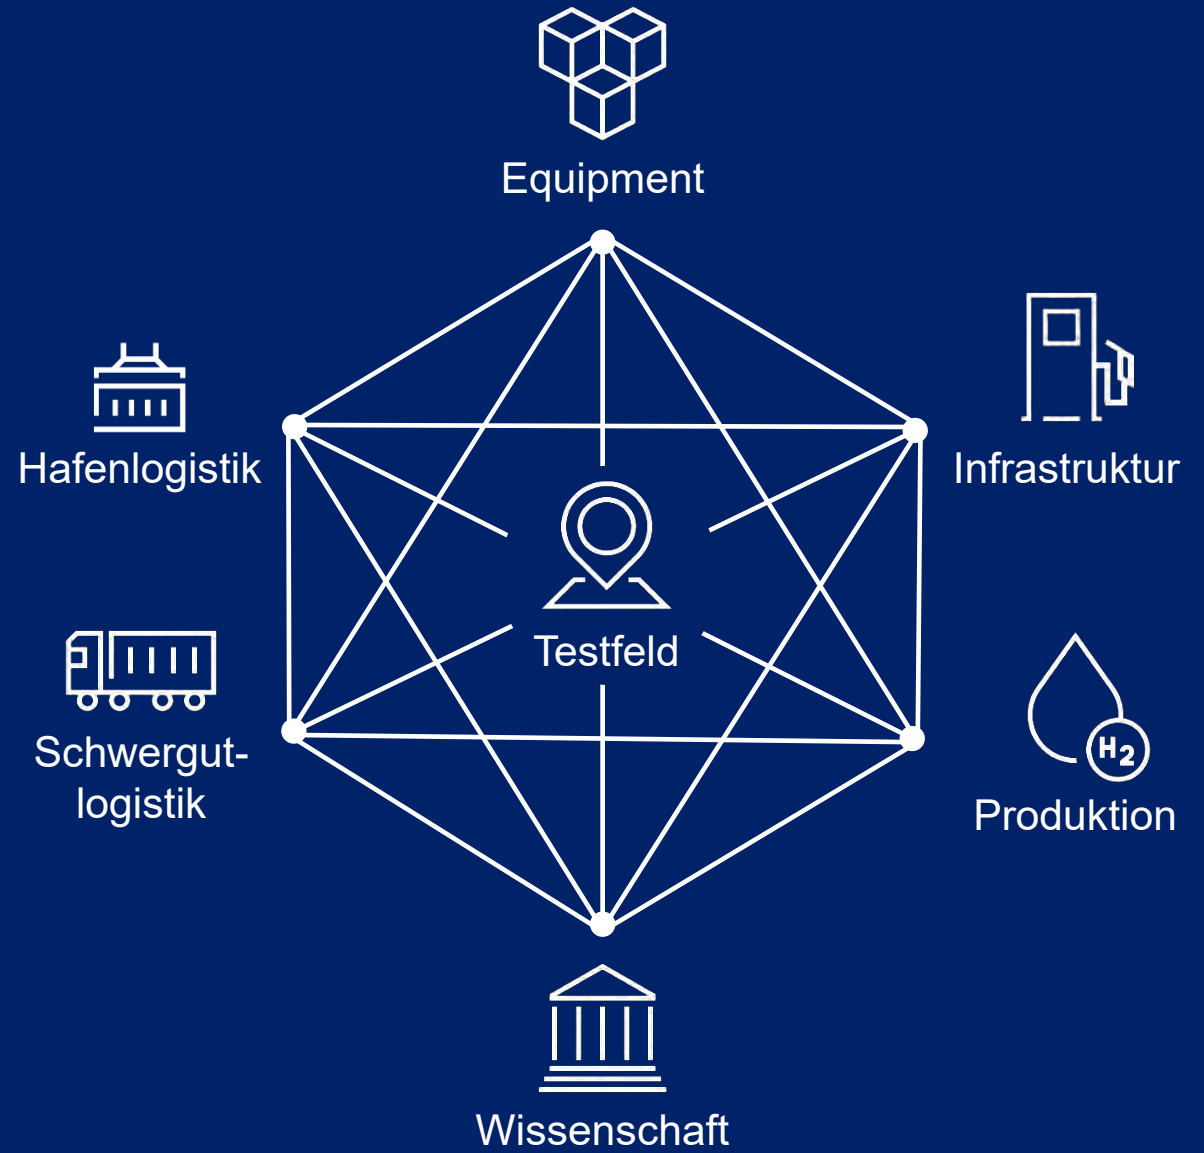 Equipment
Hafenlogistik
Infrastruktur
Testfeld
Schwergut-
logistik
H2
Produktion
Wissenschaft